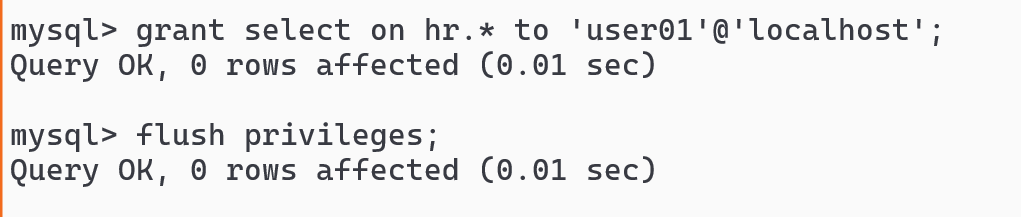 mysql> grant select on hr.* to 'user01'@'localhost';
Query OK, 0 rows affected (0.01 sec)
mysql> flush privileges;
Query OK, 0 rows affected (0.01 sec)